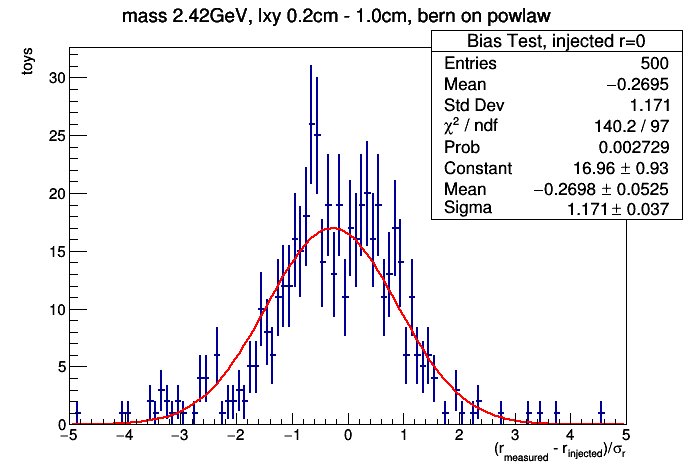 mass 2.42GeV, lxy 0.2cm - 1.0cm, bern on powlaw
Bias Test, injected r=0
Entries 500
Mean −0.2695
Std Dev 1.171
χ² / ndf 140.2 / 97
Prob 0.002729
Constant 16.96 ± 0.93
Mean −0.2698 ± 0.0525
Sigma 1.171 ± 0.037
toys
30
25
20
15
10
5
0
−5 −4 −3 −2 −1 0 1 2 3 4 5
(r_measured - r_injected)/σ_r